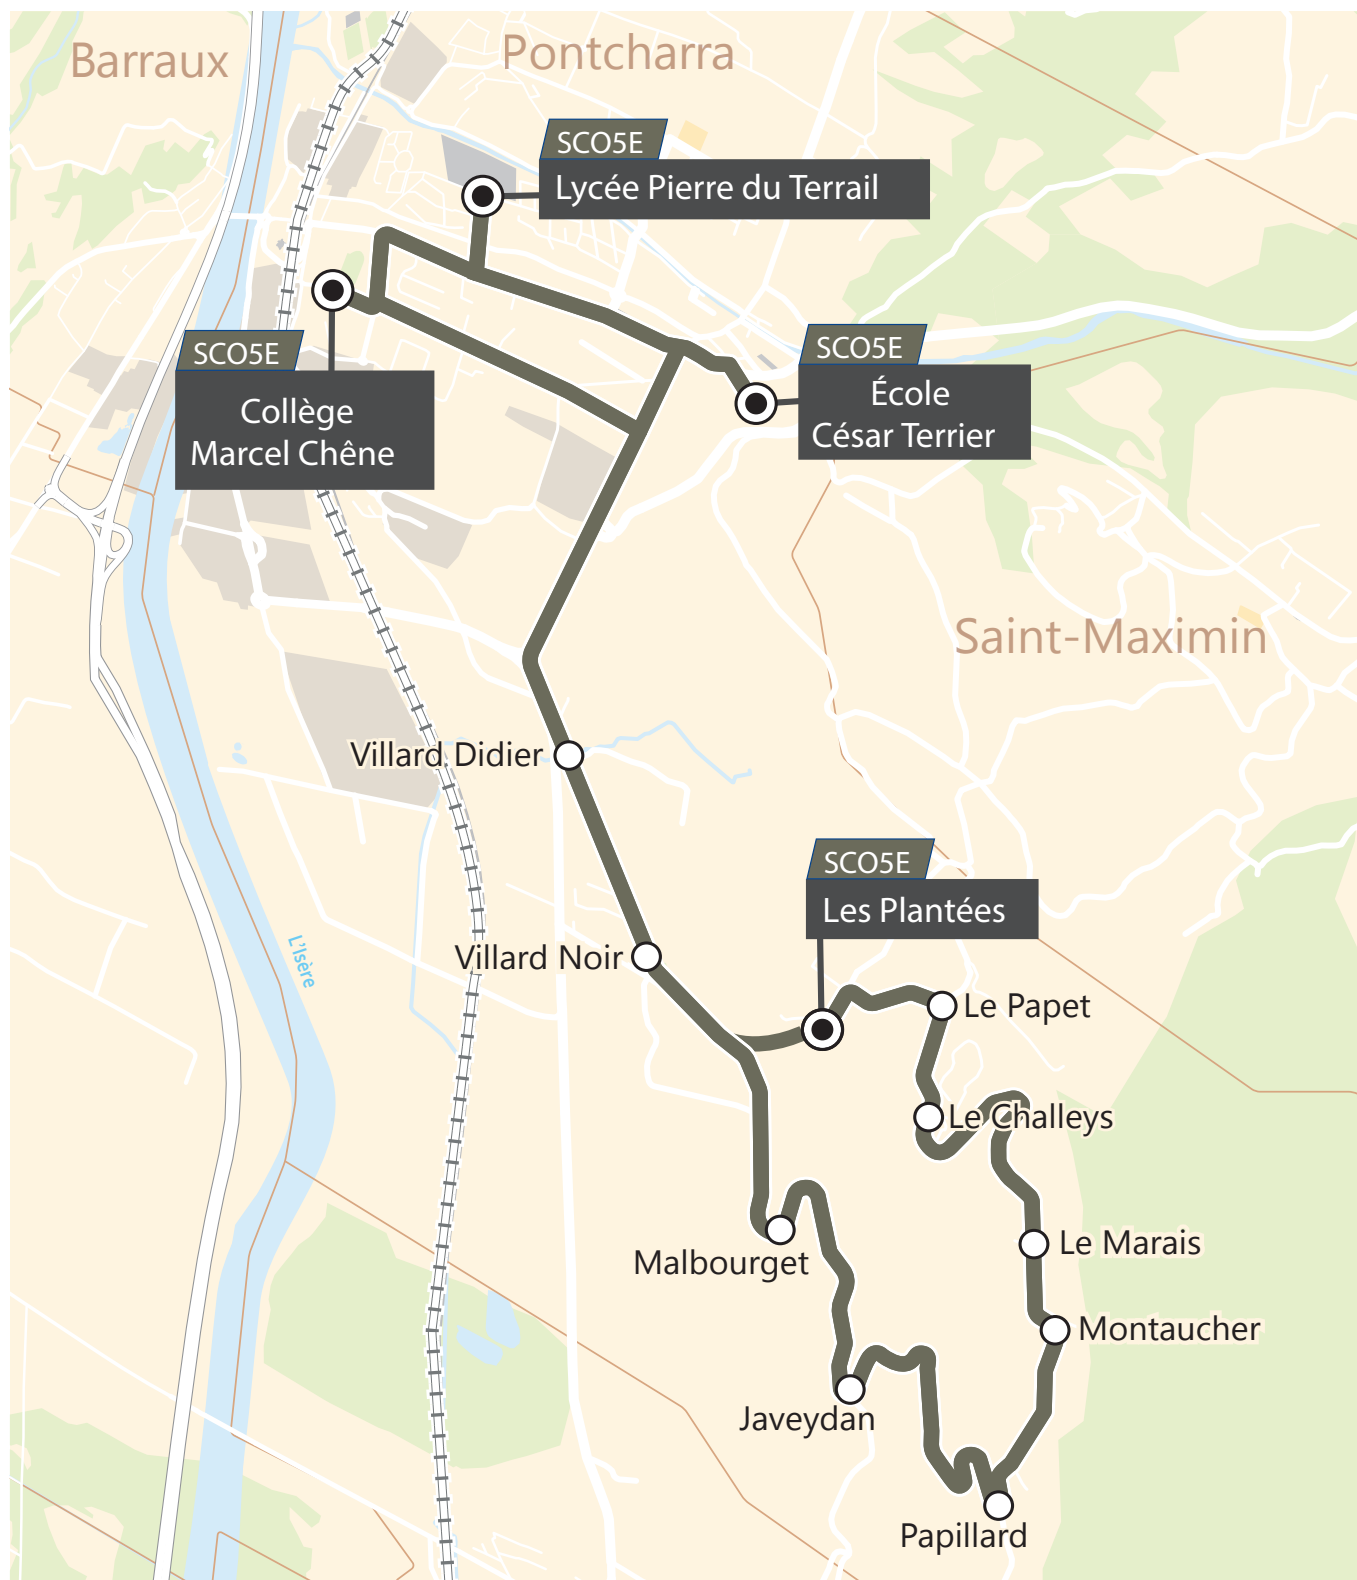 Barraux
Pontcharra
SCO5E
Lycée Pierre du Terrail
SCO5E
Collège
Marcel Chêne
SCO5E
École
César Terrier
Saint-Maximin
Villard Didier
SCO5E
Les Plantées
Villard Noir
L'Isère
Le Papet
Le Challeys
Le Marais
Malbourget
Montaucher
Javeydan
Papillard